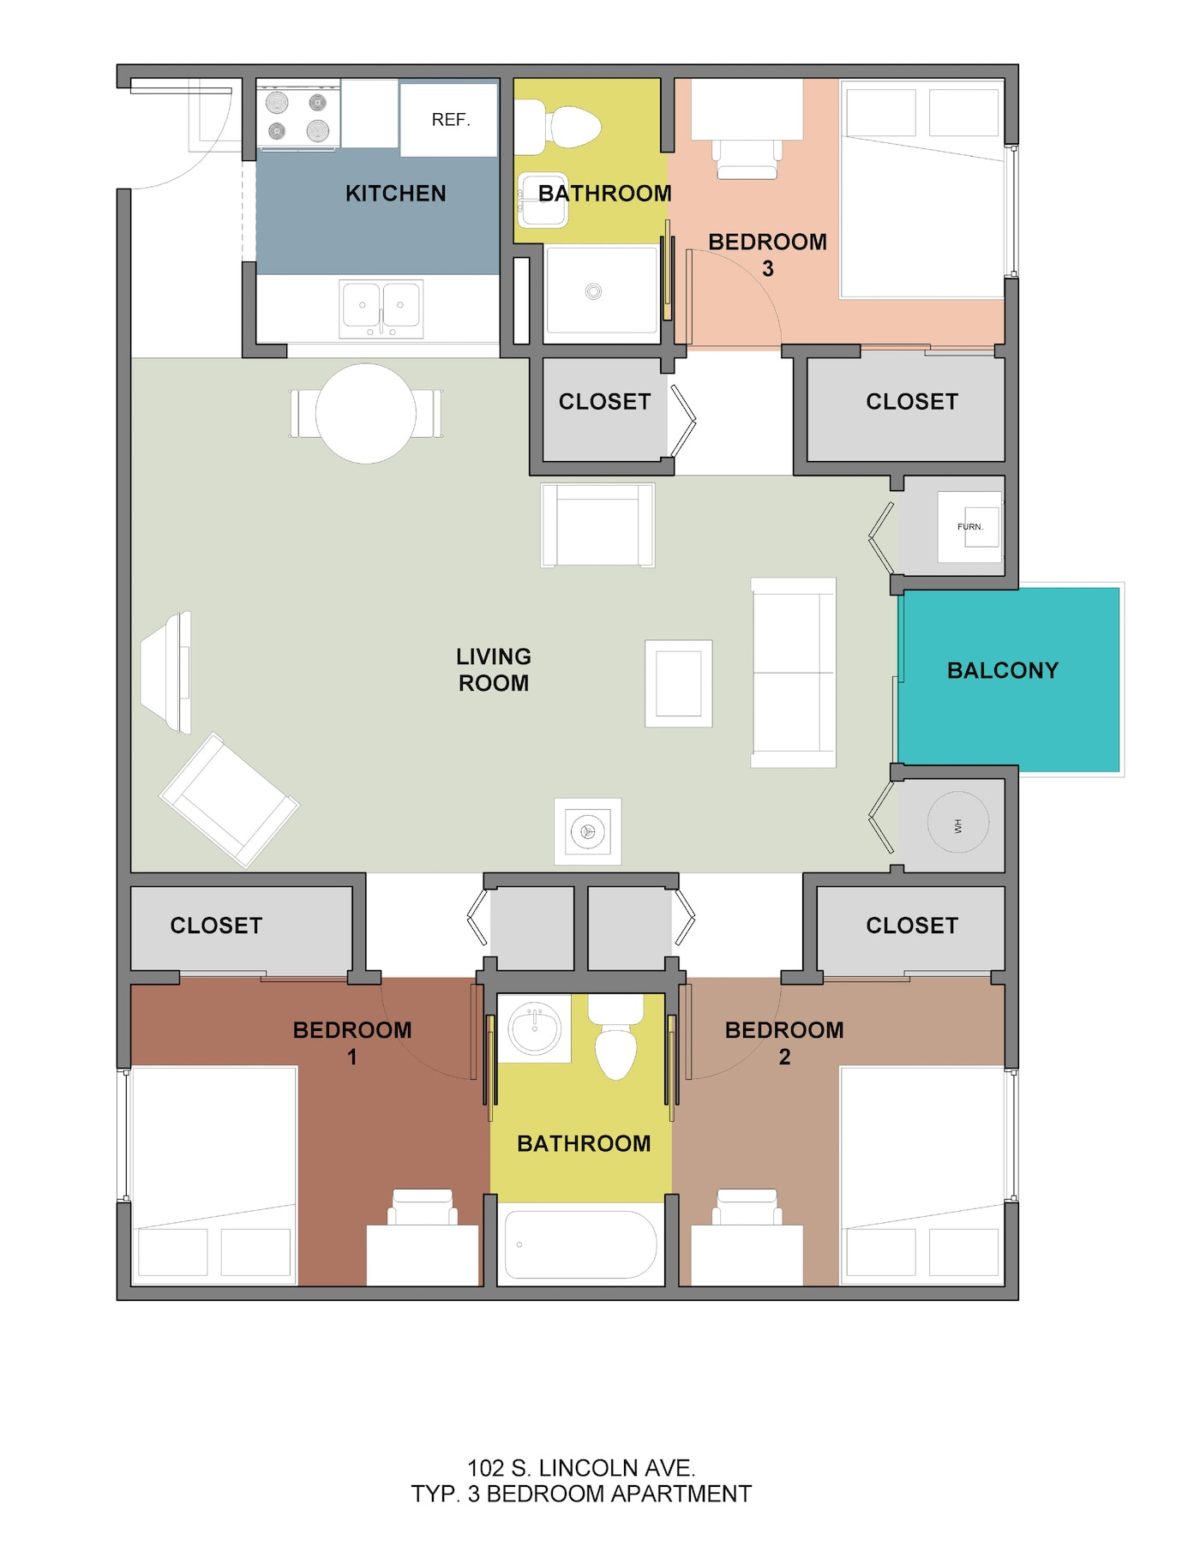 REF.
KITCHEN
BATHROOM
BEDROOM
3
CLOSET
CLOSET
FURN.
LIVING
ROOM
BALCONY
WH
CLOSET
CLOSET
BEDROOM
1
BEDROOM
2
BATHROOM
102 S. LINCOLN AVE.
TYP. 3 BEDROOM APARTMENT